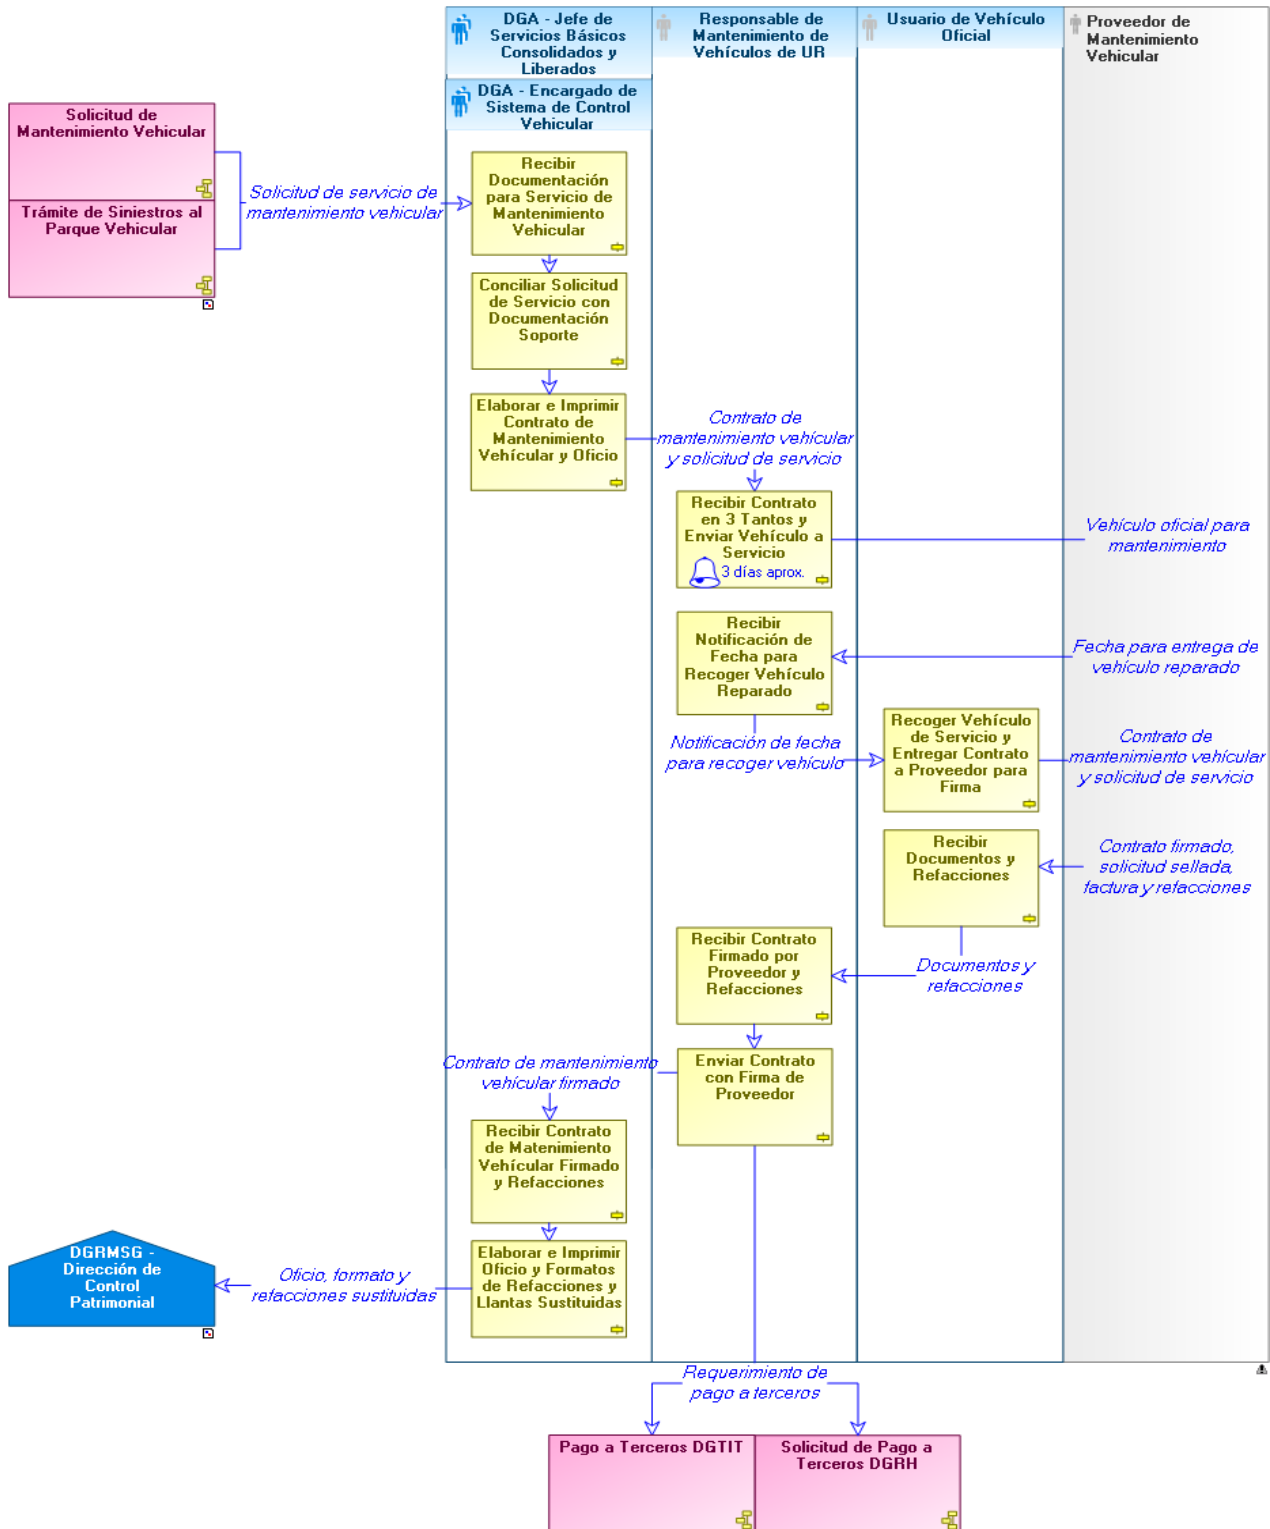 DGA - Jefe de
Servicios Básicos
Consolidados y
Liberados
Responsable de
Mantenimiento de
Vehículos de UR
Usuario de Vehículo
Oficial
Proveedor de
Mantenimiento
Vehicular
DGA - Encargado de
Sistema de Control
Vehicular
Solicitud de
Mantenimiento Vehicular
Trámite de Siniestros al
Parque Vehicular
Solicitud de servicio de
mantenimiento vehicular
Recibir
Documentación
para Servicio de
Mantenimiento
Vehicular
Conciliar Solicitud
de Servicio con
Documentación
Soporte
Elaborar e Imprimir
Contrato de
Mantenimiento
Vehícular y Oficio
Contrato de
mantenimiento vehícular
y solicitud de servicio
Recibir Contrato
en 3 Tantos y
Enviar Vehículo a
Servicio
3 días aprox.
Vehículo oficial para
mantenimiento
Recibir
Notificación de
Fecha para
Recoger Vehículo
Reparado
Fecha para entrega de
vehículo reparado
Notificación de fecha
para recoger vehículo
Recoger Vehículo
de Servicio y
Entregar Contrato
a Proveedor para
Firma
Contrato de
mantenimiento vehícular
y solicitud de servicio
Recibir
Documentos y
Refacciones
Contrato firmado,
solicitud sellada,
factura y refacciones
Documentos y
refacciones
Recibir Contrato
Firmado por
Proveedor y
Refacciones
Enviar Contrato
con Firma de
Proveedor
Contrato de mantenimiento
vehícular firmado
Recibir Contrato
de Matenimiento
Vehícular Firmado
y Refacciones
Elaborar e Imprimir
Oficio y Formatos
de Refacciones y
Llantas Sustituidas
Oficio, formato y
refacciones sustituidas
DGRMSG -
Dirección de
Control
Patrimonial
Requerimiento de
pago a terceros
Pago a Terceros DGTIT
Solicitud de Pago a
Terceros DGRH